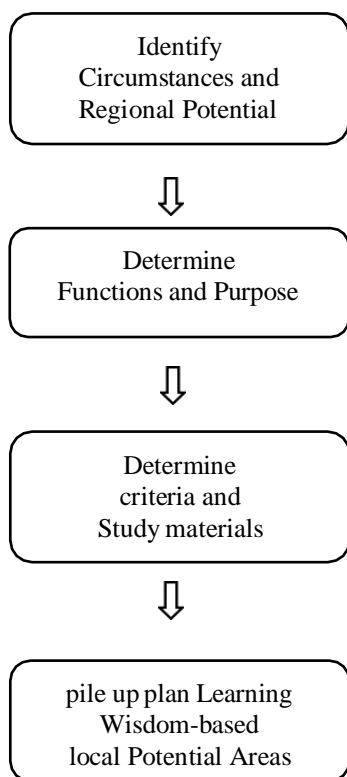 Identify
Circumstances and
Regional Potential
Determine
Functions and Purpose
Determine
criteria and
Study materials
pile up plan Learning
Wisdom-based
local Potential Areas